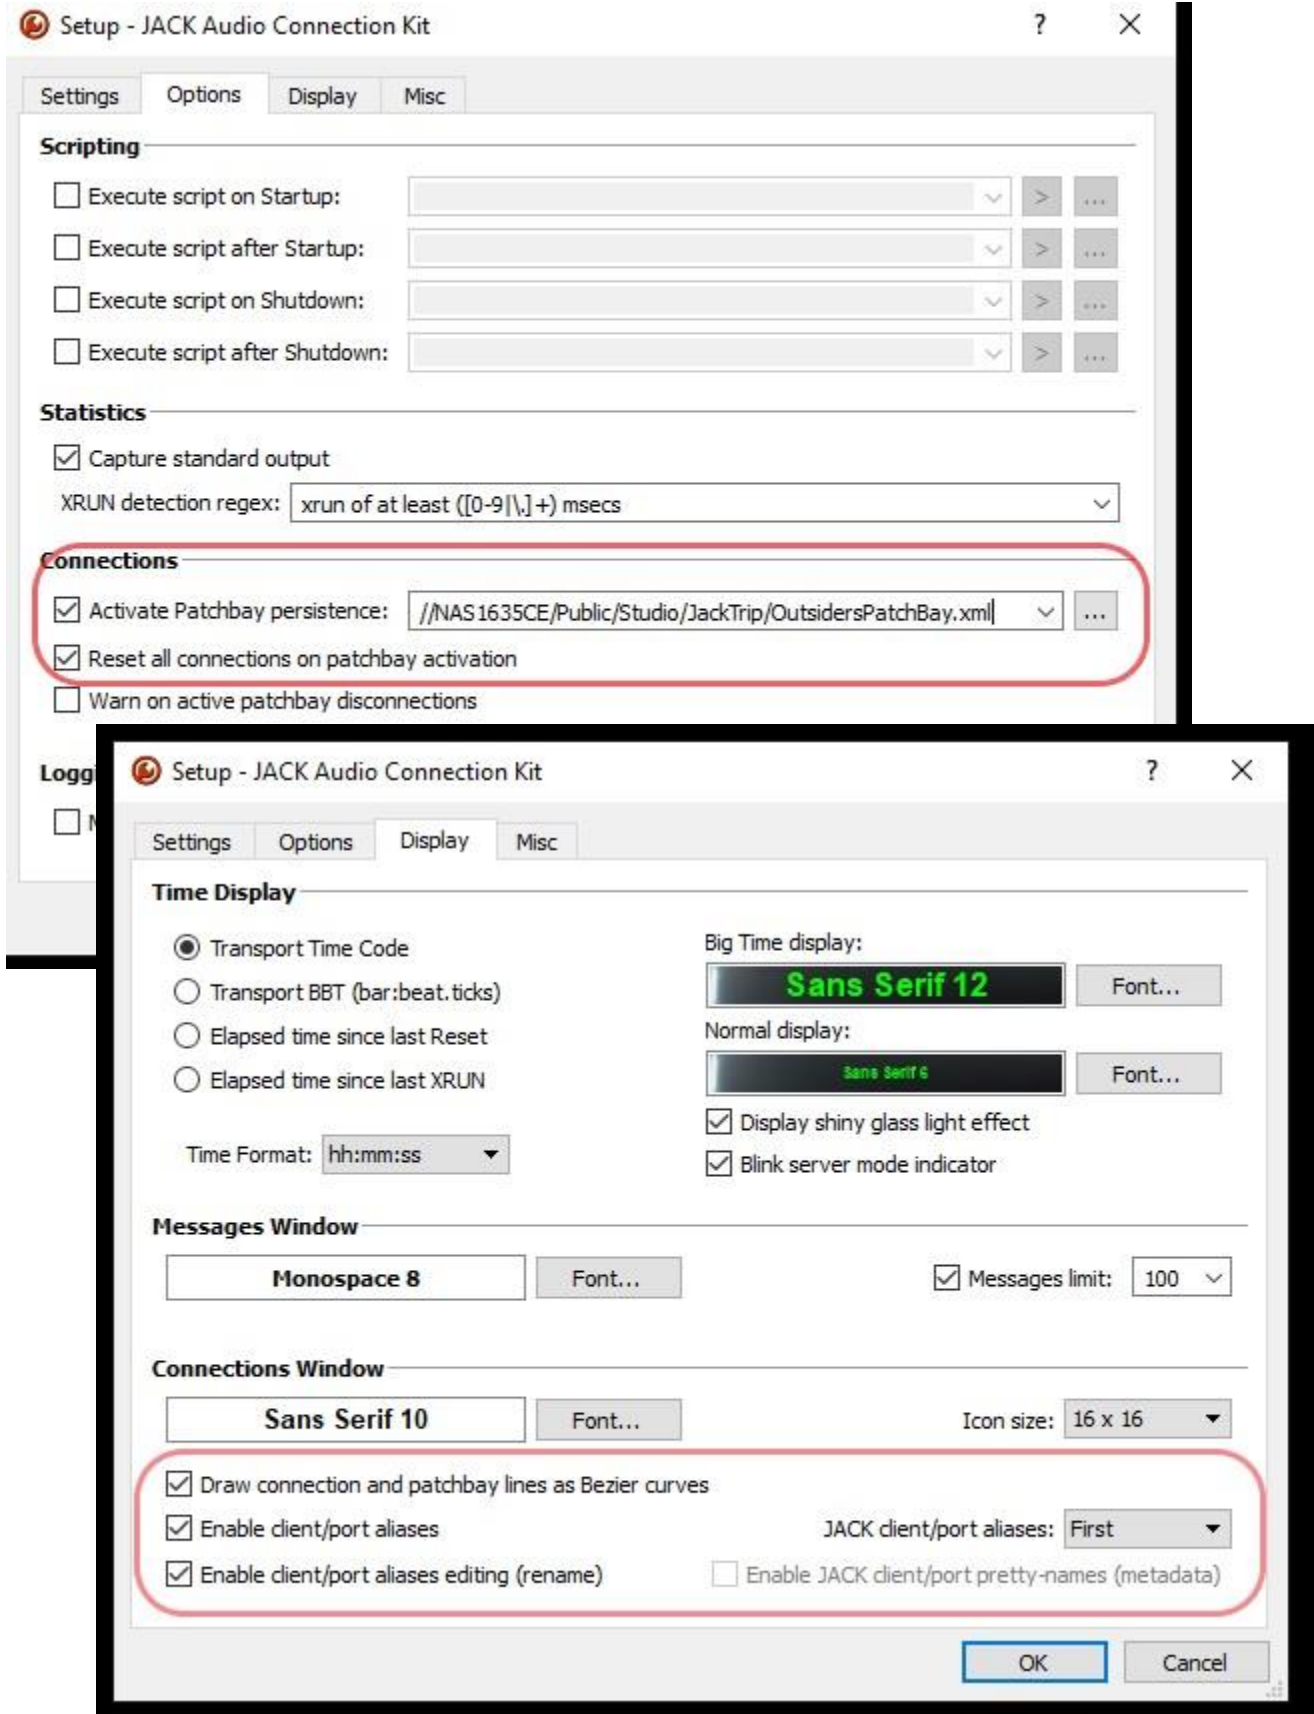 Setup - JACK Audio Connection Kit ? ×
Settings Options Display Misc
Scripting
Execute script on Startup: > ...
Execute script after Startup: > ...
Execute script on Shutdown: > ...
Execute script after Shutdown: > ...
Statistics
Capture standard output
XRUN detection regex: xrun of at least ([0-9|\.]+) msecs
Connections
Activate Patchbay persistence: //NAS1635CE/Public/Studio/JackTrip/OutsidersPatchBay.xml ...
Reset all connections on patchbay activation
Warn on active patchbay disconnections
Loggi
Setup - JACK Audio Connection Kit ? ×
Settings Options Display Misc
Time Display
Transport Time Code
Transport BBT (bar:beat.ticks)
Elapsed time since last Reset
Elapsed time since last XRUN
Time Format: hh:mm:ss
Big Time display:
Sans Serif 12 Font...
Normal display:
Sans Serif 6 Font...
Display shiny glass light effect
Blink server mode indicator
Messages Window
Monospace 8 Font... Messages limit: 100
Connections Window
Sans Serif 10 Font... Icon size: 16 x 16
Draw connection and patchbay lines as Bezier curves
Enable client/port aliases JACK client/port aliases: First
Enable client/port aliases editing (rename) Enable JACK client/port pretty-names (metadata)
OK Cancel